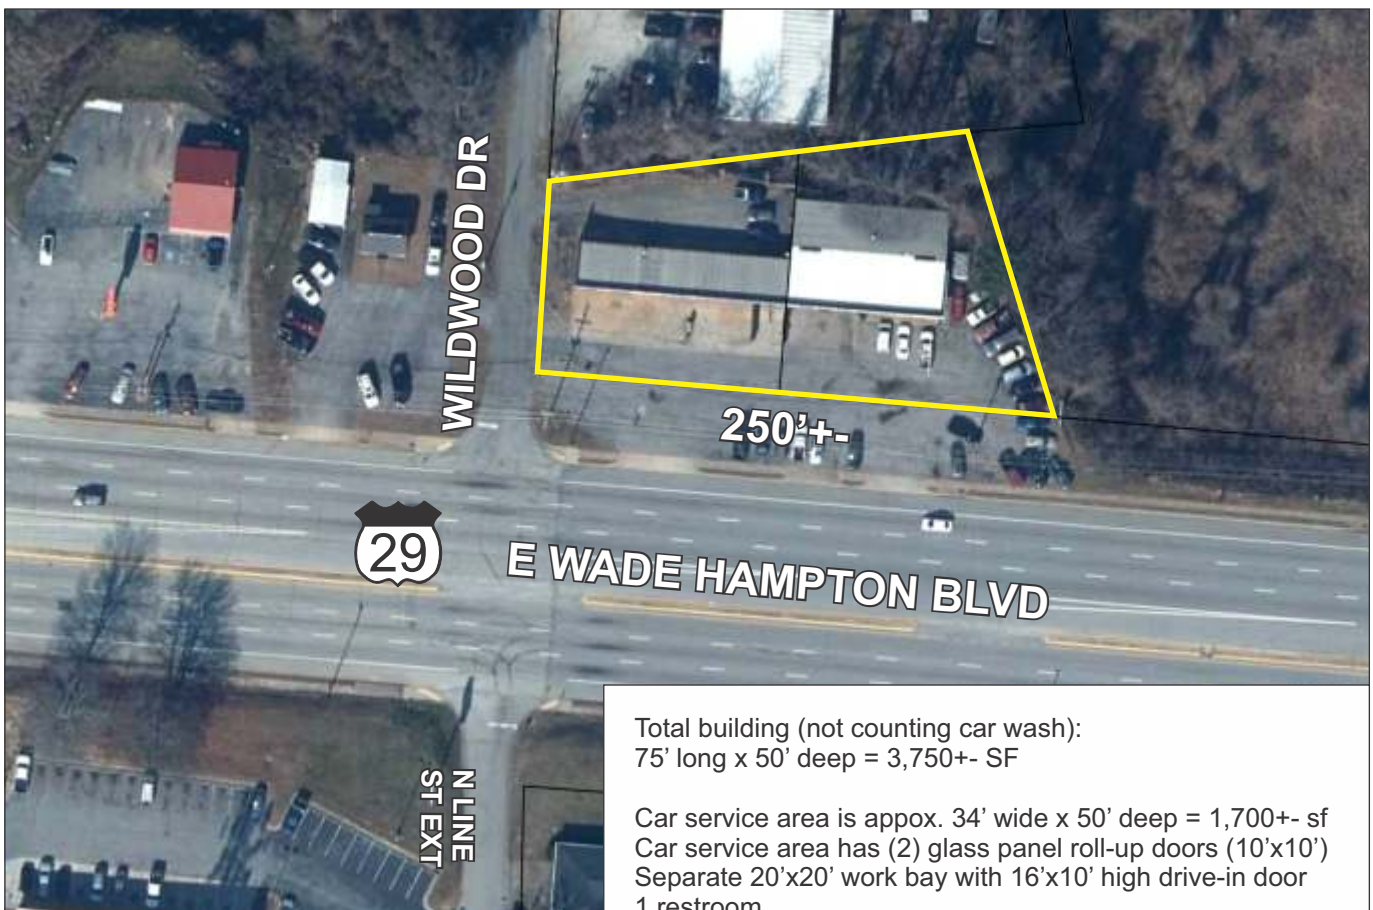 WILDWOOD DR
250'+-
29
E WADE HAMPTON BLVD
N LINE
ST EXT
Total building (not counting car wash):
75' long x 50' deep = 3,750+- SF
Car service area is appox. 34' wide x 50' deep = 1,700+- sf
Car service area has (2) glass panel roll-up doors (10'x10')
Separate 20'x20' work bay with 16'x10' high drive-in door
1 restroom